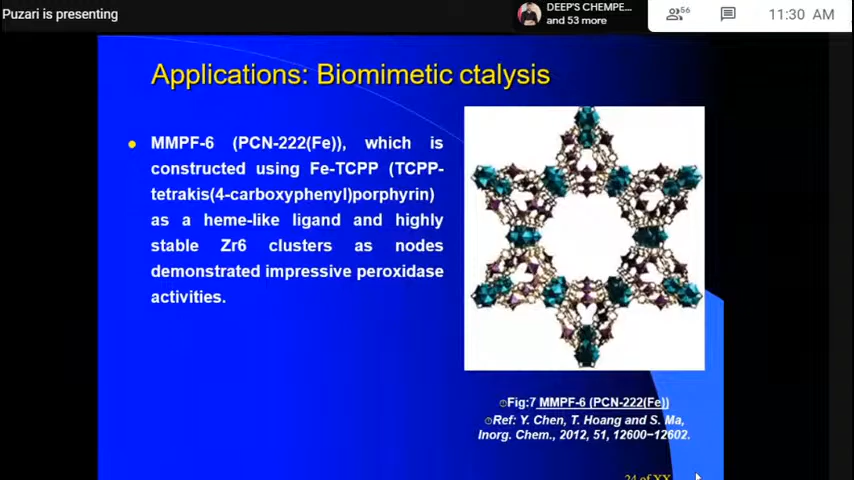 Puzari is presenting
DEEP'S CHEMPE...
and 53 more
56
11:30 AM
Applications: Biomimetic ctalysis
MMPF-6 (PCN-222(Fe)), which is
constructed using Fe-TCPP (TCPP-
tetrakis(4-carboxyphenyl)porphyrin)
as a heme-like ligand and highly
stable Zr6 clusters as nodes
demonstrated impressive peroxidase
activities.
Fig:7 MMPF-6 (PCN-222(Fe))
Ref: Y. Chen, T. Hoang and S. Ma,
Inorg. Chem., 2012, 51, 12600−12602.
24 of XX